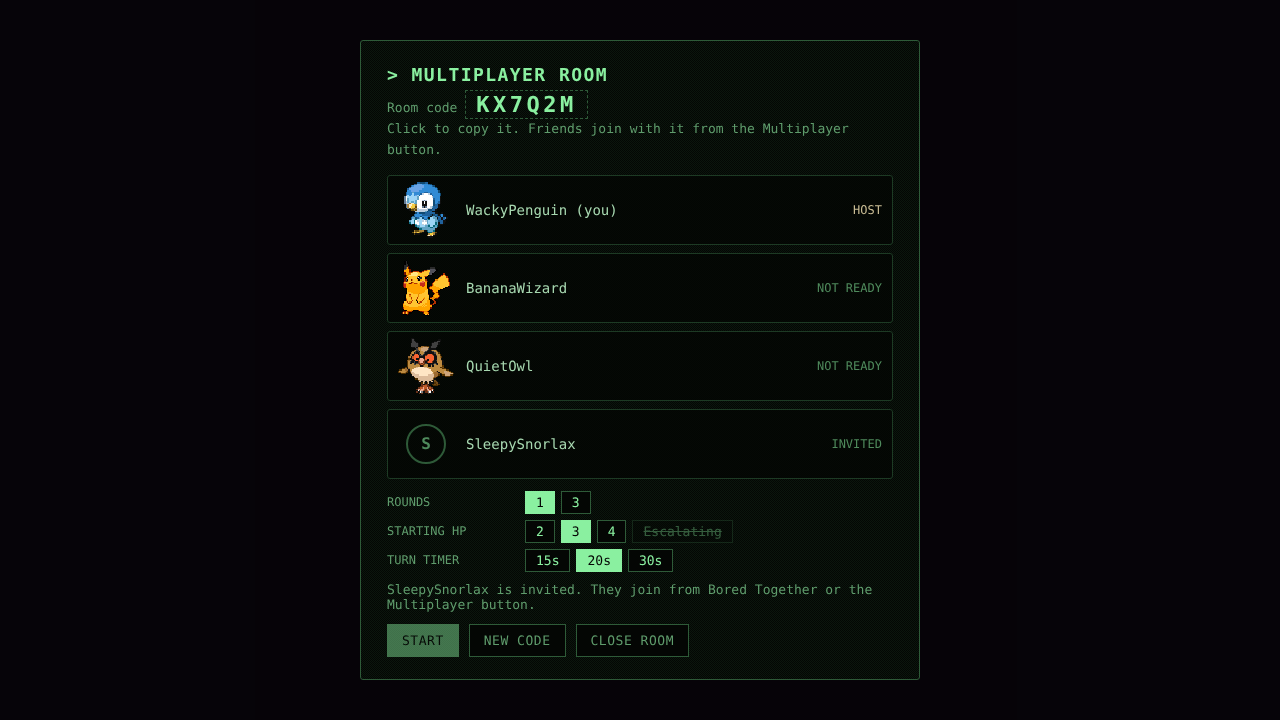 > MULTIPLAYER ROOM
Room code KX7Q2M
Click to copy it. Friends join with it from the Multiplayer
button.
WackyPenguin (you) HOST
BananaWizard NOT READY
QuietOwl NOT READY
S SleepySnorlax INVITED
ROUNDS 1 3
STARTING HP 2 3 4 Escalating
TURN TIMER 15s 20s 30s
SleepySnorlax is invited. They join from Bored Together or the
Multiplayer button.
START NEW CODE CLOSE ROOM